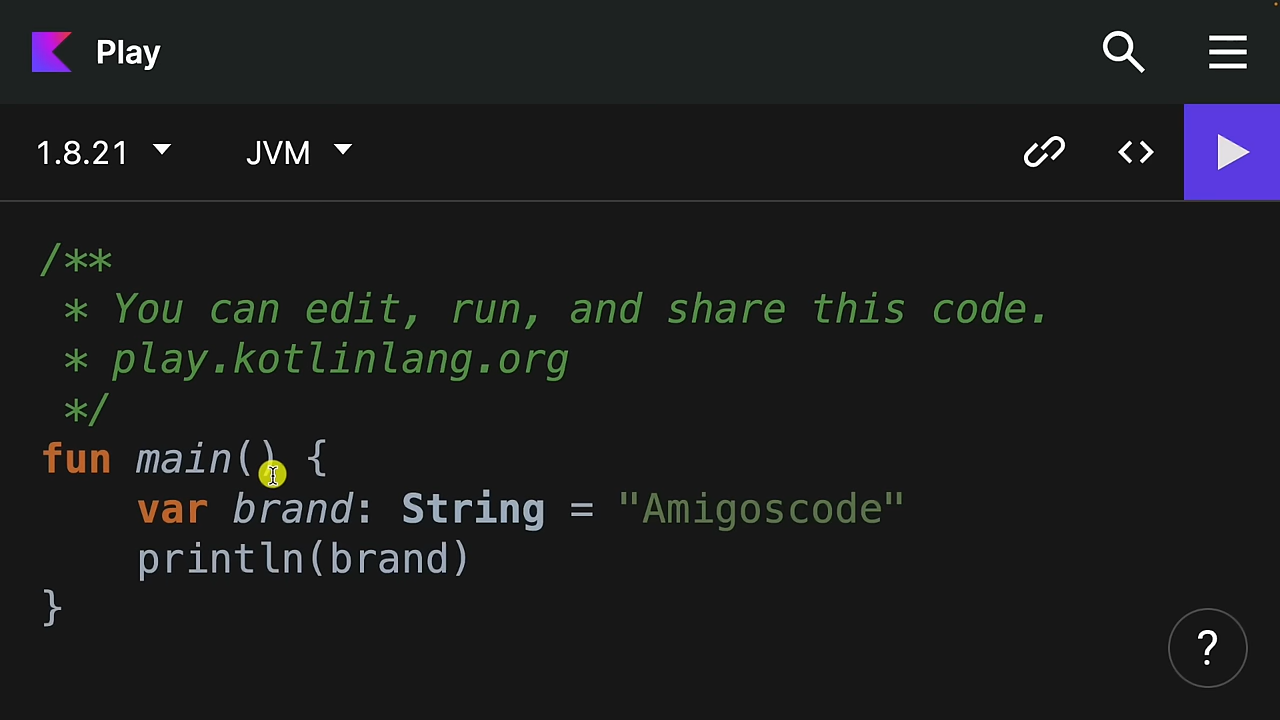 Play
1.8.21 JVM
/**
 * You can edit, run, and share this code.
 * play.kotlinlang.org
 */
fun main() {
    var brand: String = "Amigoscode"
    println(brand)
}
?